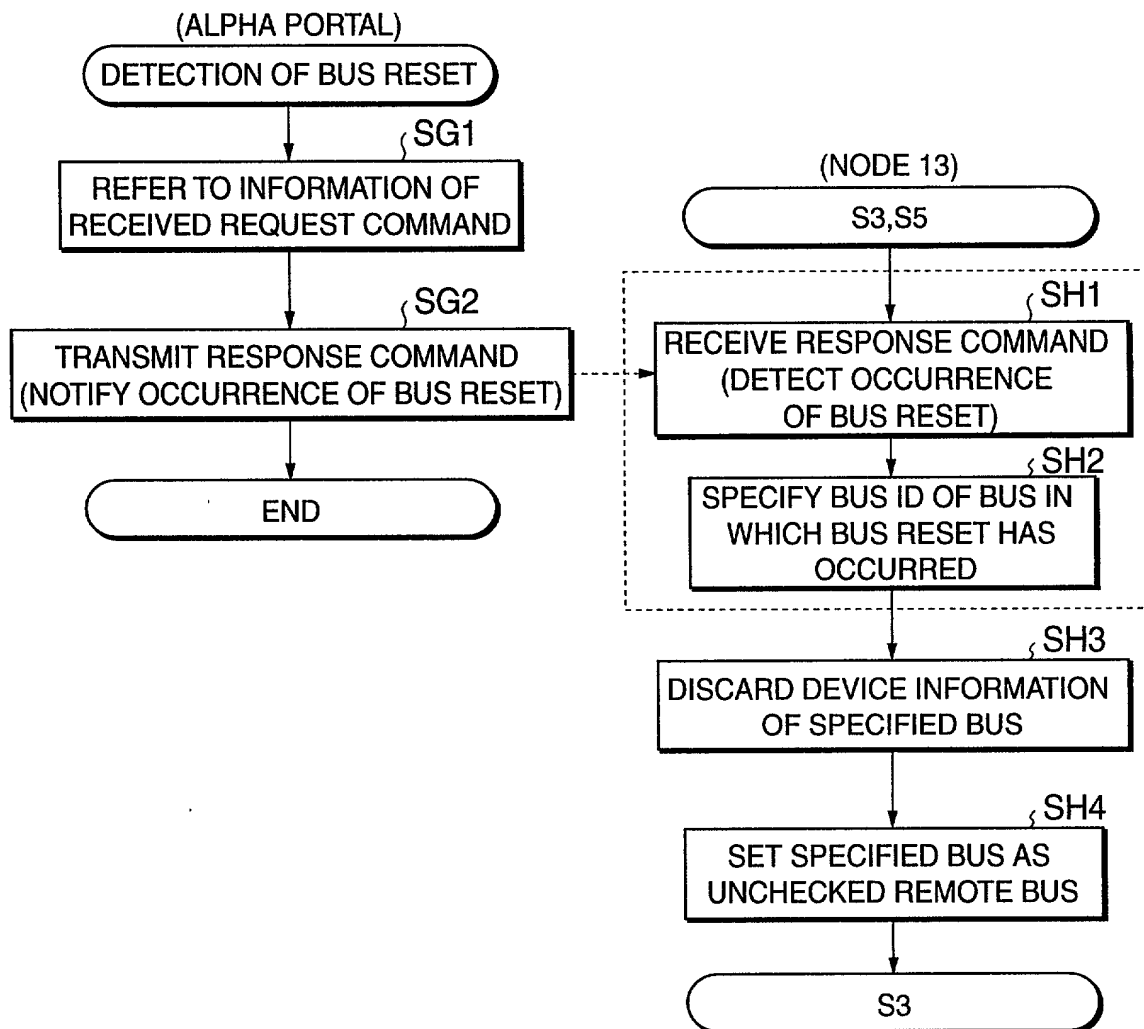 (ALPHA PORTAL)
DETECTION OF BUS RESET
SG1
REFER TO INFORMATION OF
RECEIVED REQUEST COMMAND
SG2
TRANSMIT RESPONSE COMMAND
(NOTIFY OCCURRENCE OF BUS RESET)
END
(NODE 13)
S3,S5
SH1
RECEIVE RESPONSE COMMAND
(DETECT OCCURRENCE
OF BUS RESET)
SH2
SPECIFY BUS ID OF BUS IN
WHICH BUS RESET HAS
OCCURRED
SH3
DISCARD DEVICE INFORMATION
OF SPECIFIED BUS
SH4
SET SPECIFIED BUS AS
UNCHECKED REMOTE BUS
S3